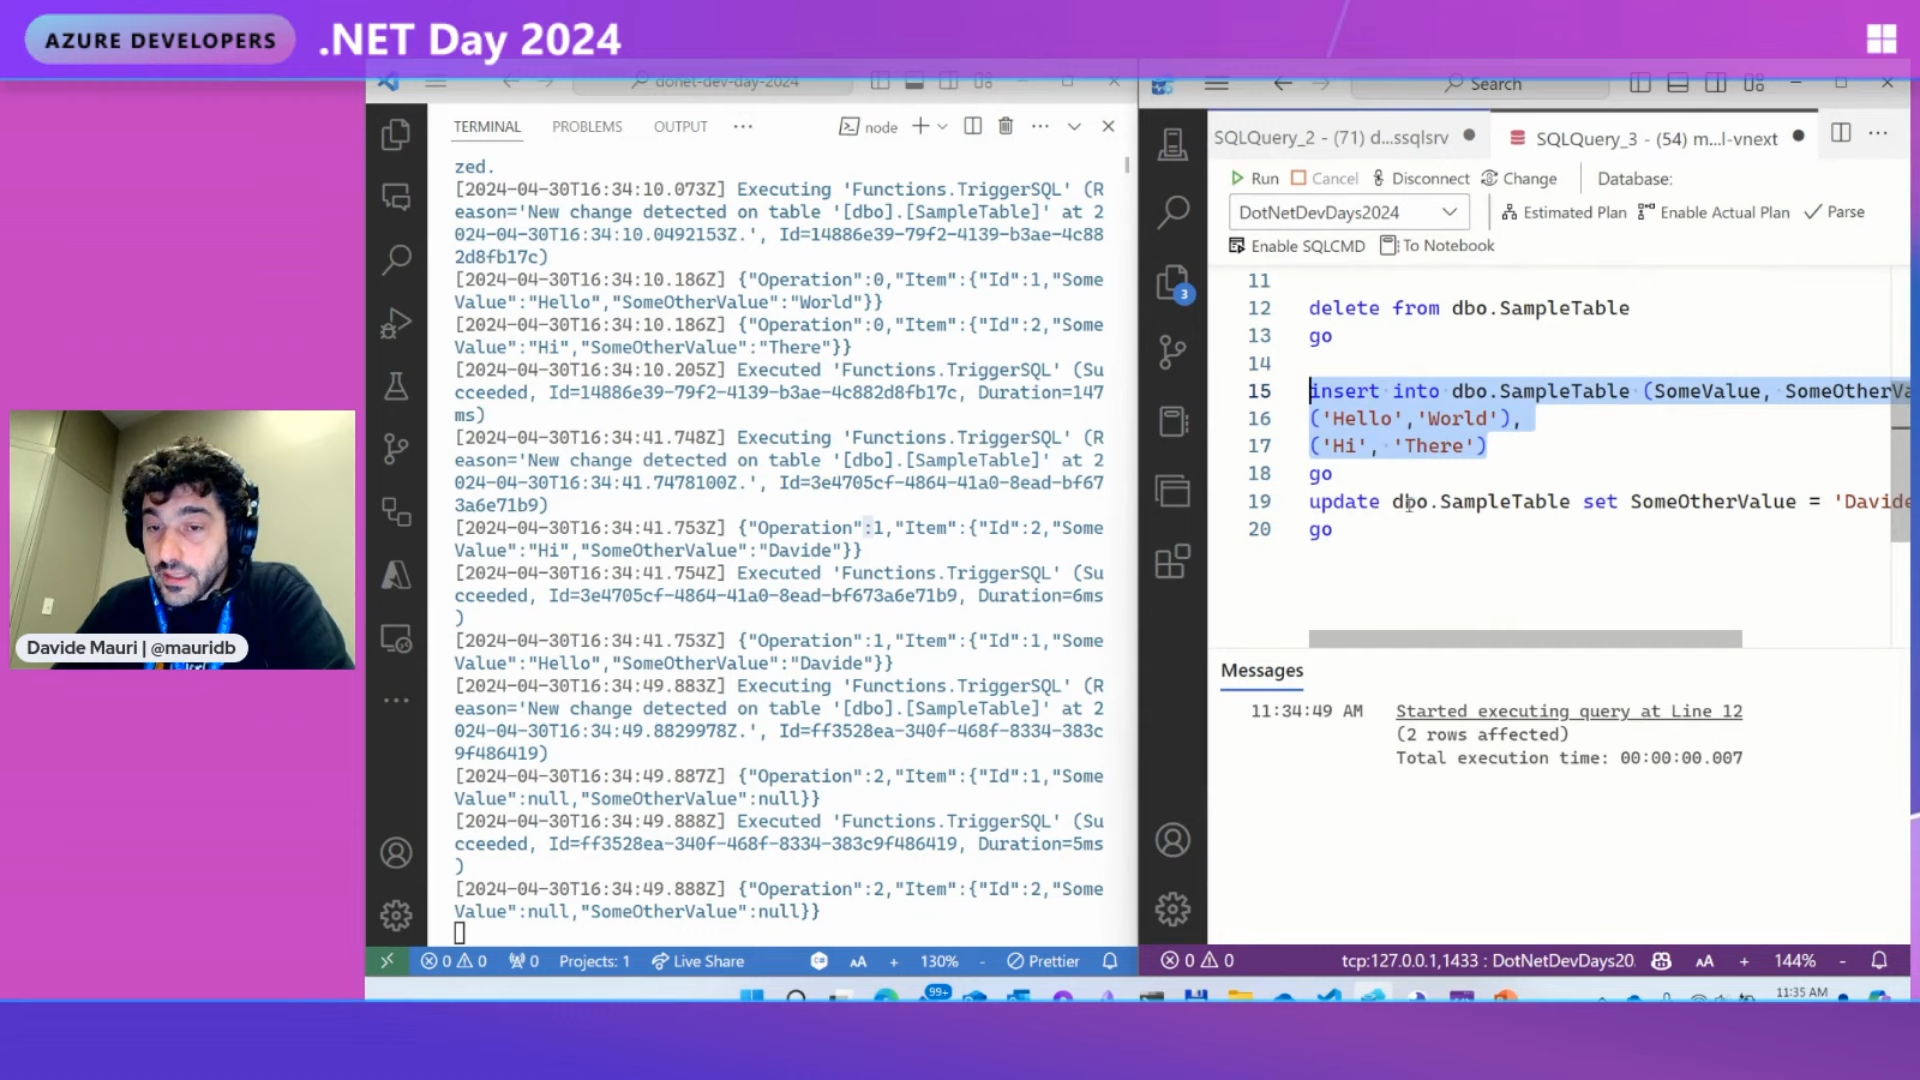 AZURE DEVELOPERS
.NET Day 2024
donet-dev-day-2024
TERMINAL
PROBLEMS
OUTPUT
node
zed.
[2024-04-30T16:34:10.073Z] Executing 'Functions.TriggerSQL' (R
eason='New change detected on table '[dbo].[SampleTable]' at 2
024-04-30T16:34:10.0492153Z.', Id=14886e39-79f2-4139-b3ae-4c88
2d8fb17c)
[2024-04-30T16:34:10.186Z] {"Operation":0,"Item":{"Id":1,"Some
Value":"Hello","SomeOtherValue":"World"}}
[2024-04-30T16:34:10.186Z] {"Operation":0,"Item":{"Id":2,"Some
Value":"Hi","SomeOtherValue":"There"}}
[2024-04-30T16:34:10.205Z] Executed 'Functions.TriggerSQL' (Su
cceeded, Id=14886e39-79f2-4139-b3ae-4c882d8fb17c, Duration=147
ms)
[2024-04-30T16:34:41.748Z] Executing 'Functions.TriggerSQL' (R
eason='New change detected on table '[dbo].[SampleTable]' at 2
024-04-30T16:34:41.7478100Z.', Id=3e4705cf-4864-41a0-8ead-bf67
3a6e71b9)
[2024-04-30T16:34:41.753Z] {"Operation":1,"Item":{"Id":2,"Some
Value":"Hi","SomeOtherValue":"Davide"}}
[2024-04-30T16:34:41.754Z] Executed 'Functions.TriggerSQL' (Su
cceeded, Id=3e4705cf-4864-41a0-8ead-bf673a6e71b9, Duration=6ms
)
[2024-04-30T16:34:41.753Z] {"Operation":1,"Item":{"Id":1,"Some
Value":"Hello","SomeOtherValue":"Davide"}}
[2024-04-30T16:34:49.883Z] Executing 'Functions.TriggerSQL' (R
eason='New change detected on table '[dbo].[SampleTable]' at 2
024-04-30T16:34:49.8829978Z.', Id=ff3528ea-340f-468f-8334-383c
9f486419)
[2024-04-30T16:34:49.887Z] {"Operation":2,"Item":{"Id":1,"Some
Value":null,"SomeOtherValue":null}}
[2024-04-30T16:34:49.888Z] Executed 'Functions.TriggerSQL' (Su
cceeded, Id=ff3528ea-340f-468f-8334-383c9f486419, Duration=5ms
)
[2024-04-30T16:34:49.888Z] {"Operation":2,"Item":{"Id":2,"Some
Value":null,"SomeOtherValue":null}}
0 0 0 Projects: 1 Live Share AA + 130% - Prettier
Search
SQLQuery_2 - (71) d...ssqlsrv
SQLQuery_3 - (54) m...l-vnext
Run Cancel Disconnect Change Database:
DotNetDevDays2024 Estimated Plan Enable Actual Plan Parse
Enable SQLCMD To Notebook
3
11
12 delete from dbo.SampleTable
13 go
14
15 insert into dbo.SampleTable (SomeValue, SomeOtherVa
16 ('Hello','World'),
17 ('Hi', 'There')
18 go
19 update dbo.SampleTable set SomeOtherValue = 'Davide
20 go
Messages
11:34:49 AM Started executing query at Line 12
(2 rows affected)
Total execution time: 00:00:00.007
0 0 tcp:127.0.0.1,1433 : DotNetDevDays20 AA + 144% -
99+
11:35 AM
Davide Mauri | @mauridb